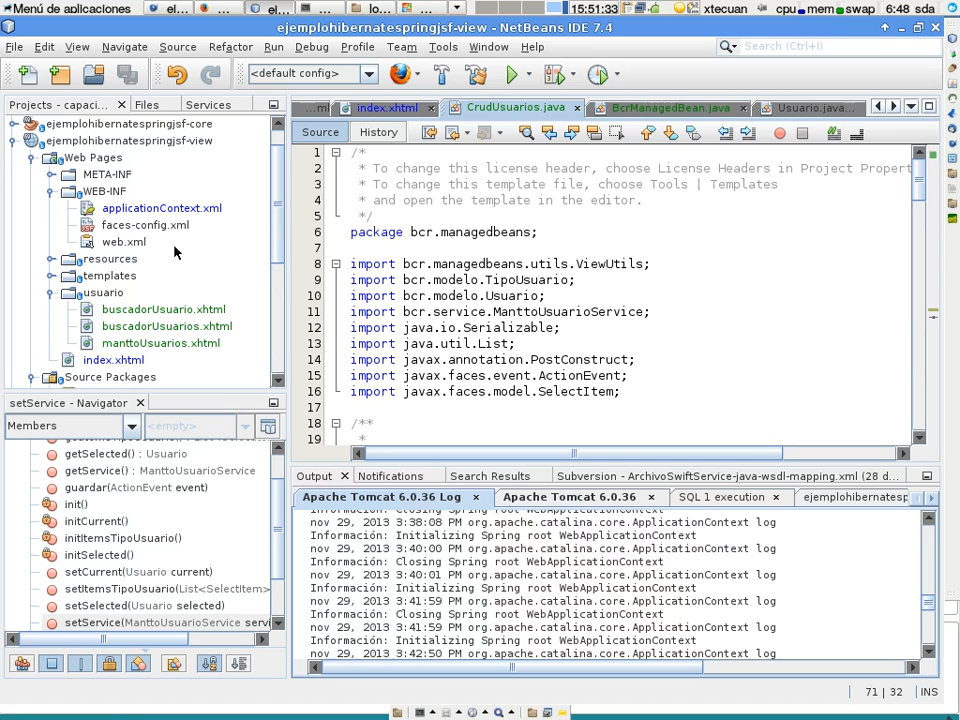 Menú de aplicaciones
el...
el...
lo...
15:51:33
xtecuan
cpu
mem
swap
6:48 sda
ejemplohibernatespringjsf-view - NetBeans IDE 7.4
File Edit View Navigate Source Refactor Run Debug Profile Team Tools Window Help
Search (Ctrl+I)
<default config>
Projects - capaci...
Files
Services
...ml
index.xhtml
CrudUsuarios.java
BcrManagedBean.java
Usuario.java...
Source
History
ejemplohibernatespringjsf-core
ejemplohibernatespringjsf-view
Web Pages
META-INF
WEB-INF
applicationContext.xml
faces-config.xml
web.xml
resources
templates
usuario
buscadorUsuario.xhtml
buscadorUsuarios.xhtml
manttoUsuarios.xhtml
index.xhtml
Source Packages
1 /*
2 * To change this license header, choose License Headers in Project Propert
3 * To change this template file, choose Tools | Templates
4 * and open the template in the editor.
5 */
6 package bcr.managedbeans;
7
8 import bcr.managedbeans.utils.ViewUtils;
9 import bcr.modelo.TipoUsuario;
10 import bcr.modelo.Usuario;
11 import bcr.service.ManttoUsuarioService;
12 import java.io.Serializable;
13 import java.util.List;
14 import javax.annotation.PostConstruct;
15 import javax.faces.event.ActionEvent;
16 import javax.faces.model.SelectItem;
17
18 /**
19 *
setService - Navigator
Members
<empty>
getSelected() : Usuario
getService() : ManttoUsuarioService
guardar(ActionEvent event)
init()
initCurrent()
initItemsTipoUsuario()
initSelected()
setCurrent(Usuario current)
setItemsTipoUsuario(List<SelectItem>
setSelected(Usuario selected)
setService(ManttoUsuarioService servi
Output
Notifications
Search Results
Subversion - ArchivoSwiftService-java-wsdl-mapping.xml (28 d...
Apache Tomcat 6.0.36 Log
Apache Tomcat 6.0.36
SQL 1 execution
ejemplohibernatesp
Información: Closing Spring root WebApplicationContext
nov 29, 2013 3:38:08 PM org.apache.catalina.core.ApplicationContext log
Información: Initializing Spring root WebApplicationContext
nov 29, 2013 3:40:00 PM org.apache.catalina.core.ApplicationContext log
Información: Closing Spring root WebApplicationContext
nov 29, 2013 3:40:01 PM org.apache.catalina.core.ApplicationContext log
Información: Initializing Spring root WebApplicationContext
nov 29, 2013 3:41:59 PM org.apache.catalina.core.ApplicationContext log
Información: Closing Spring root WebApplicationContext
nov 29, 2013 3:41:59 PM org.apache.catalina.core.ApplicationContext log
Información: Initializing Spring root WebApplicationContext
nov 29, 2013 3:42:50 PM org.apache.catalina.core.ApplicationContext log
71 | 32
INS